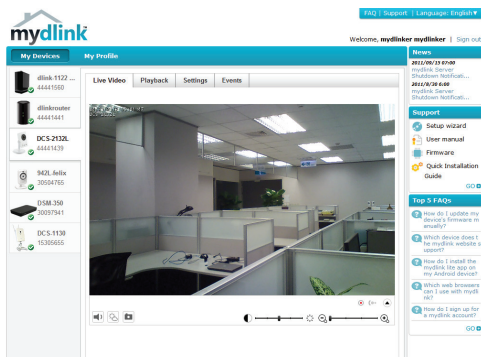 FAQ | Support | Language: English▼
mydlink
Welcome, mydlinker mydlinker | Sign out
My Devices
My Profile
dlink-1122 ...
44441560
dlinkrouter
44441441
DCS-2132L
44441439
942L.felix
30504765
DSM-350
30097941
DCS-1130
15305655
Live Video
Playback
Settings
Events
News
2011/09/15 07:00
mydlink Server
Shutdown Notificati...
2011/8/30 6:00
mydlink Server
Shutdown Notificati...
Support
Setup wizard
User manual
Firmware
Quick Installation
Guide
GO
Top 5 FAQs
How do I update my
device's firmware m
anually?
Which device does t
he mydlink website s
upport?
How do I install the
mydlink lite app on
my Android device?
Which web browsers
can I use with mydli
nk?
How do I sign up for
a mydlink account?
GO